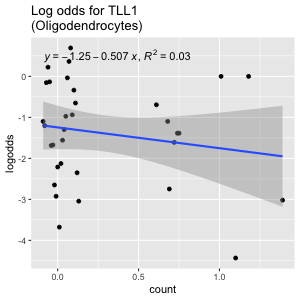 Log odds for TLL1
(Oligodendrocytes)
y = −1.25 − 0.507 x, R² = 0.03
0
-1
-2
-3
-4
logodds
0.0 0.5 1.0
count